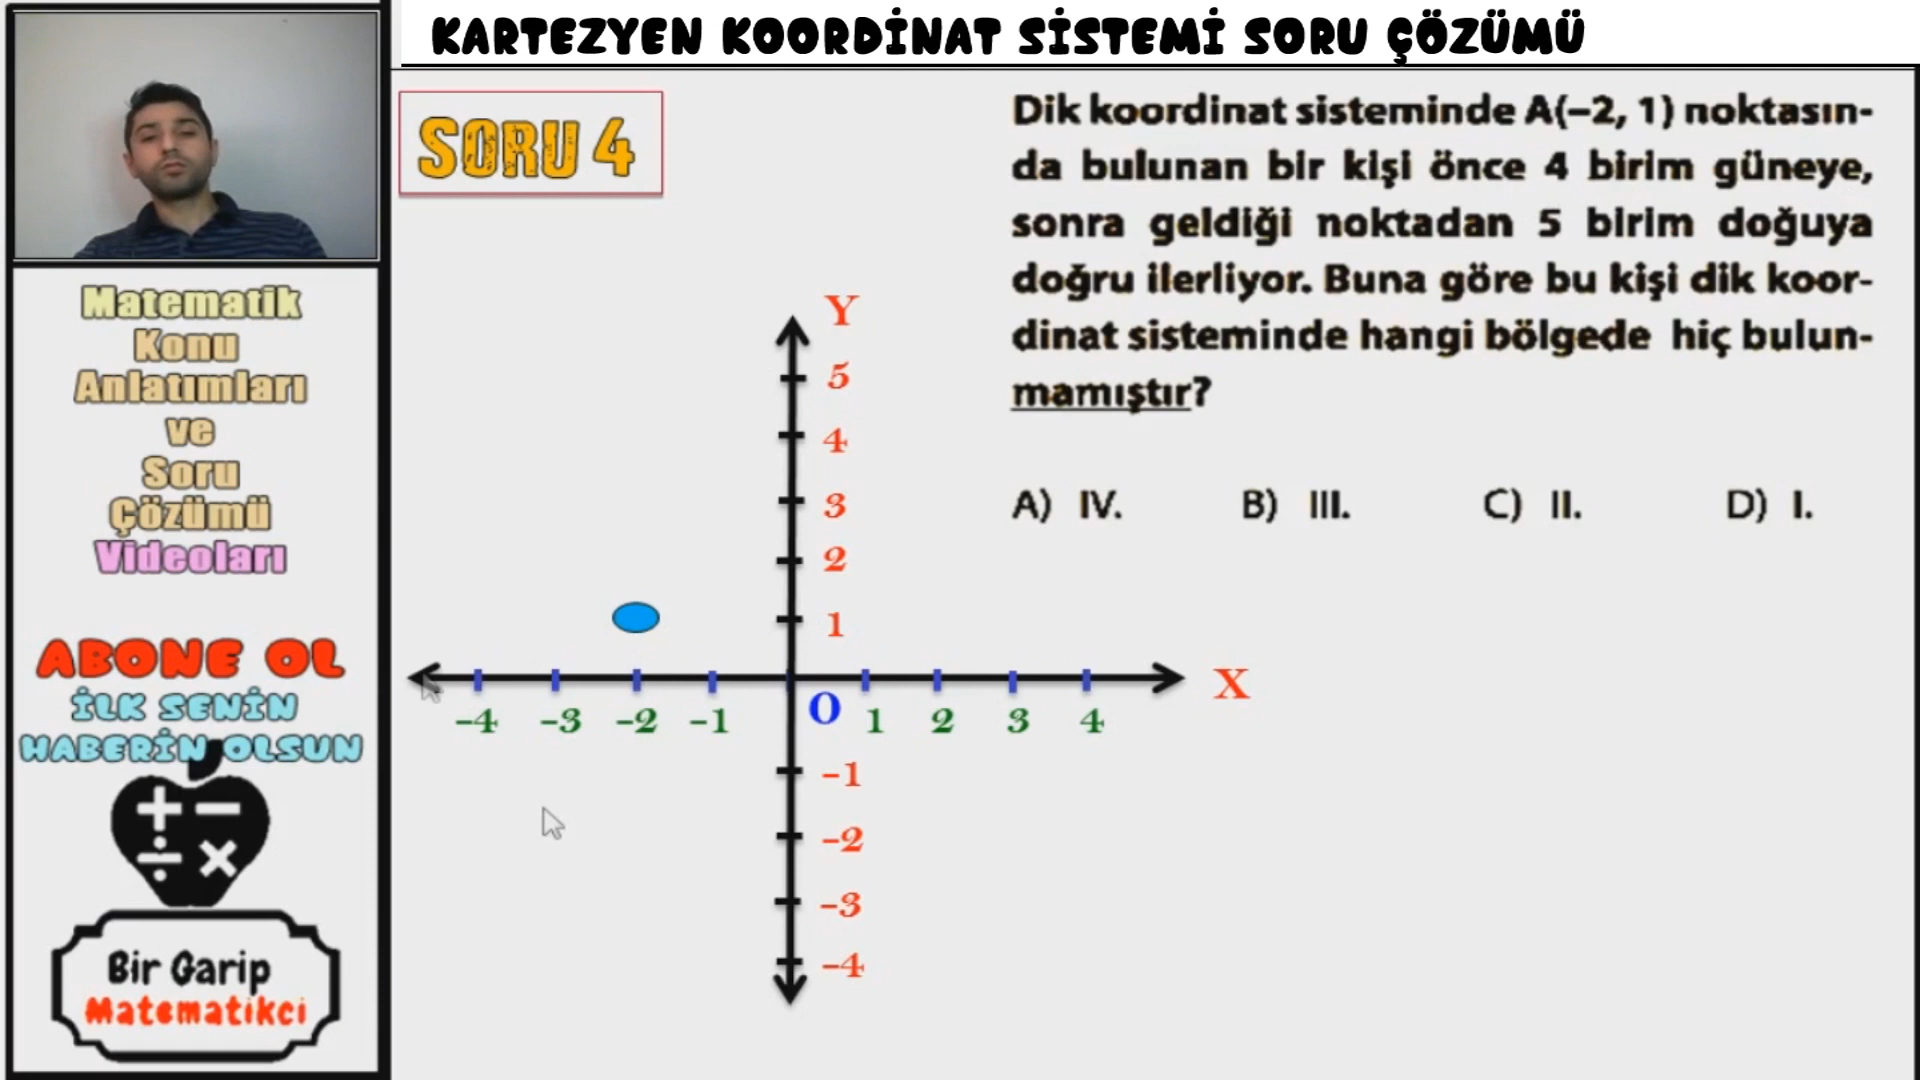 KARTEZYEN KOORDİNAT SİSTEMİ SORU ÇÖZÜMÜ
SORU 4
Dik koordinat sisteminde A(–2, 1) noktasın-
da bulunan bir kişi önce 4 birim güneye,
sonra geldiği noktadan 5 birim doğuya
doğru ilerliyor. Buna göre bu kişi dik koor-
dinat sisteminde hangi bölgede hiç bulun-
mamıştır?
A) IV. B) III. C) II. D) I.
Matematik
Konu
Anlatımları
ve
Soru
Çözümü
Videoları
ABONE OL
İLK SENİN
HABERİN OLSUN
+ −
÷ ×
Bir Garip
Matematikci
Y
5
4
3
2
1
X
-4 -3 -2 -1 O 1 2 3 4
-1
-2
-3
-4